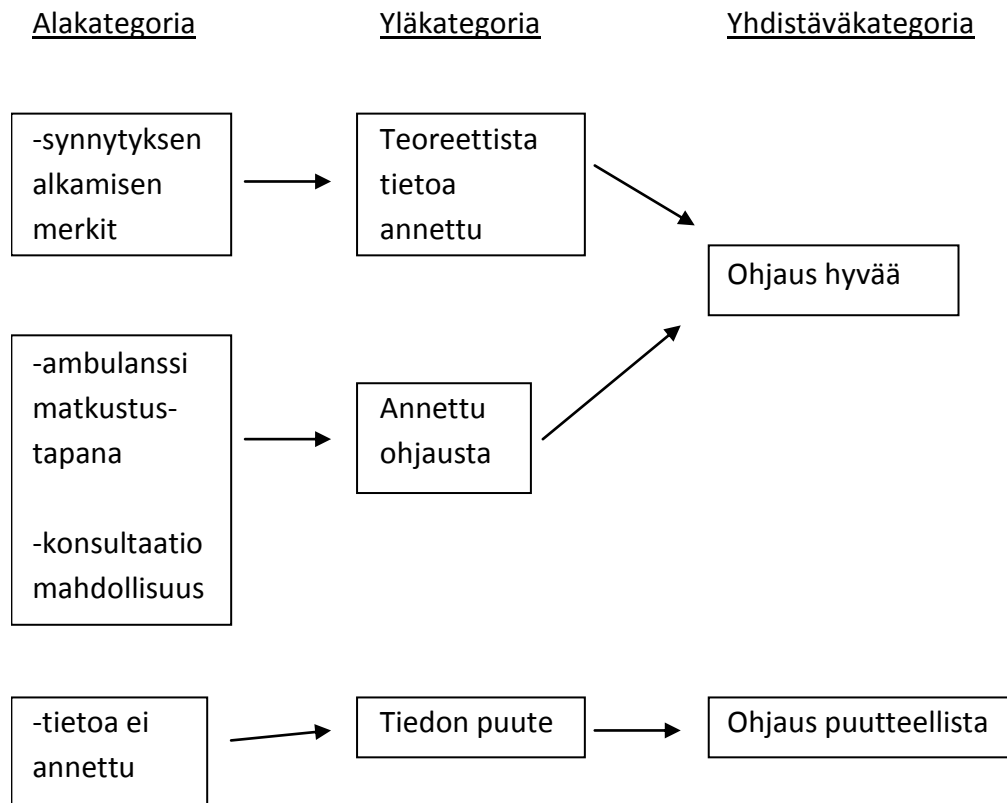 Alakategoria Yläkategoria Yhdistäväkategoria
-synnytyksen
alkamisen
merkit
Teoreettista
tietoa
annettu
Ohjaus hyvää
-ambulanssi
matkustus-
tapana
-konsultaatio
mahdollisuus
Annettu
ohjausta
-tietoa ei
annettu
Tiedon puute
Ohjaus puutteellista